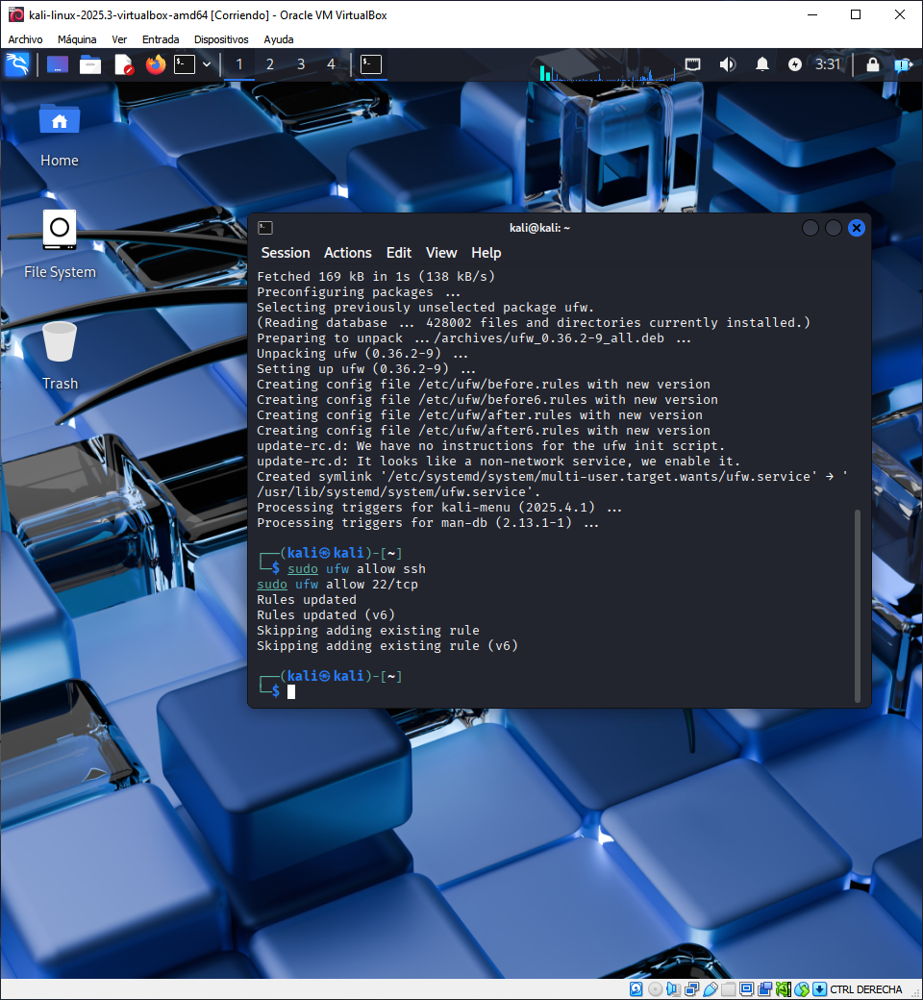 kali-linux-2025.3-virtualbox-amd64 [Corriendo] - Oracle VM VirtualBox
Archivo Máquina Ver Entrada Dispositivos Ayuda
1 2 3 4 3:31
Home
File System
Trash
kali@kali: ~
Session Actions Edit View Help
Fetched 169 kB in 1s (138 kB/s)
Preconfiguring packages ...
Selecting previously unselected package ufw.
(Reading database ... 428002 files and directories currently installed.)
Preparing to unpack .../archives/ufw_0.36.2-9_all.deb ...
Unpacking ufw (0.36.2-9) ...
Setting up ufw (0.36.2-9) ...
Creating config file /etc/ufw/before.rules with new version
Creating config file /etc/ufw/before6.rules with new version
Creating config file /etc/ufw/after.rules with new version
Creating config file /etc/ufw/after6.rules with new version
update-rc.d: We have no instructions for the ufw init script.
update-rc.d: It looks like a non-network service, we enable it.
Created symlink '/etc/systemd/system/multi-user.target.wants/ufw.service' → '
/usr/lib/systemd/system/ufw.service'.
Processing triggers for kali-menu (2025.4.1) ...
Processing triggers for man-db (2.13.1-1) ...
┌──(kali㉿kali)-[~]
└─$ sudo ufw allow ssh
sudo ufw allow 22/tcp
Rules updated
Rules updated (v6)
Skipping adding existing rule
Skipping adding existing rule (v6)
┌──(kali㉿kali)-[~]
└─$
CTRL DERECHA